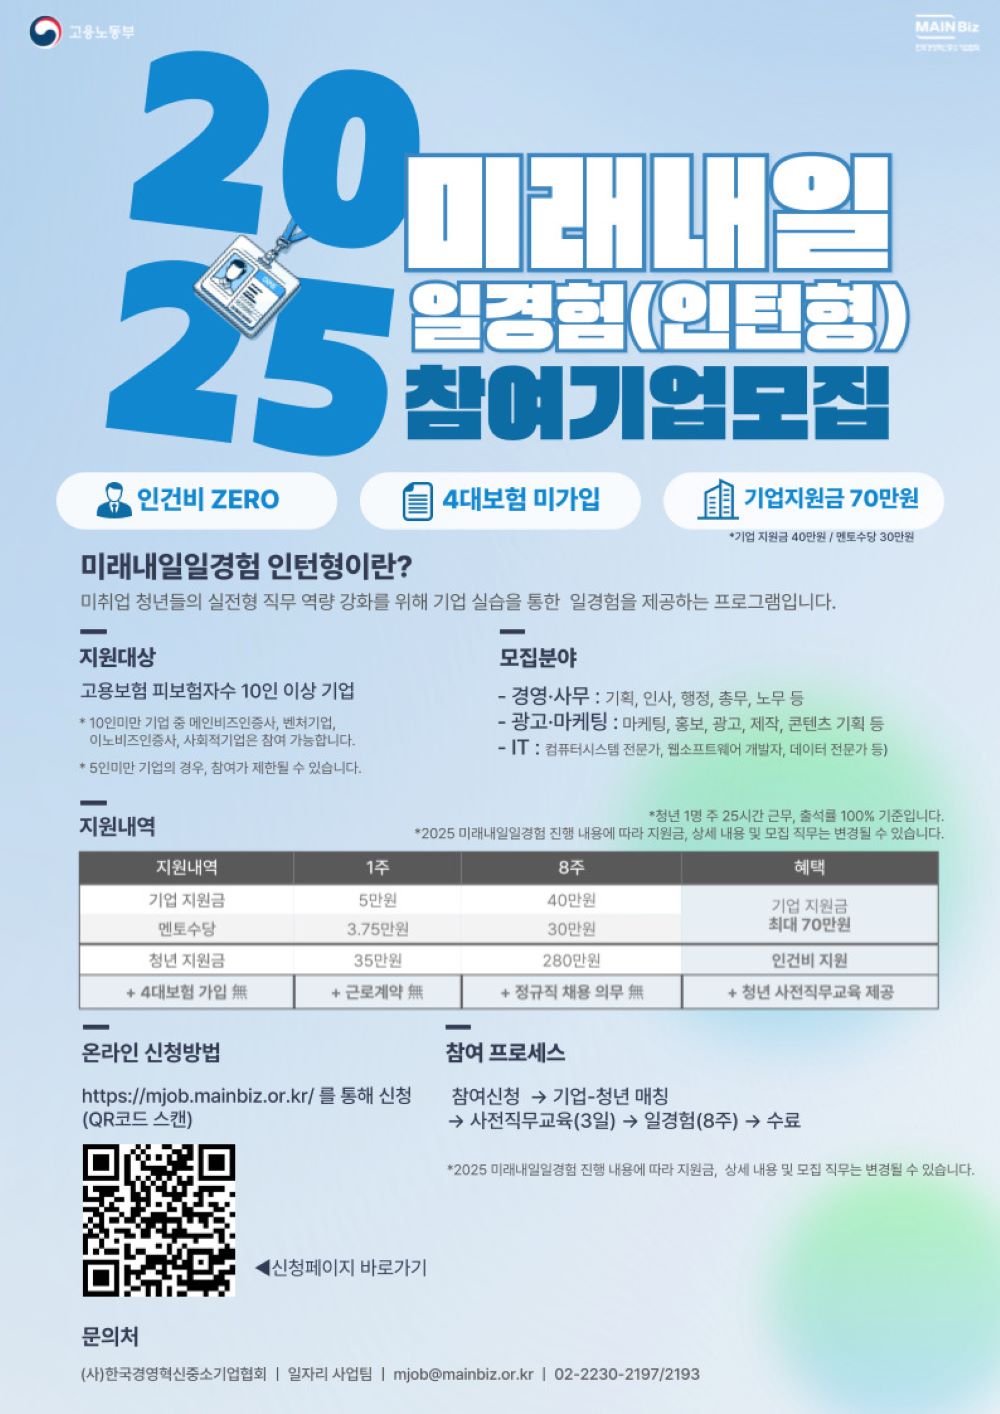 고용노동부
MAINBiz
2025
미래내일
일경험(인턴형)
참여기업모집
인건비 ZERO
4대보험 미가입
기업지원금 70만원
*기업 지원금 40만원 / 멘토수당 30만원
미래내일일경험 인턴형이란?
미취업 청년들의 실전형 직무 역량 강화를 위해 기업 실습을 통한 일경험을 제공하는 프로그램입니다.
지원대상
고용보험 피보험자수 10인 이상 기업
* 10인미만 기업 중 메인비즈인증사, 벤처기업,
이노비즈인증사, 사회적기업은 참여 가능합니다.
* 5인미만 기업의 경우, 참여가 제한될 수 있습니다.
모집분야
- 경영·사무 : 기획, 인사, 행정, 총무, 노무 등
- 광고·마케팅 : 마케팅, 홍보, 광고, 제작, 콘텐츠 기획 등
- IT : 컴퓨터시스템 전문가, 웹소프트웨어 개발자, 데이터 전문가 등)
지원내역
*청년 1명 주 25시간 근무, 출석률 100% 기준입니다.
*2025 미래내일일경험 진행 내용에 따라 지원금, 상세 내용 및 모집 직무는 변경될 수 있습니다.
지원내역 1주 8주 혜택
기업 지원금 5만원 40만원 기업 지원금
멘토수당 3.75만원 30만원 최대 70만원
청년 지원금 35만원 280만원 인건비 지원
+ 4대보험 가입 無 + 근로계약 無 + 정규직 채용 의무 無 + 청년 사전직무교육 제공
온라인 신청방법
https://mjob.mainbiz.or.kr/ 를 통해 신청
(QR코드 스캔)
◀신청페이지 바로가기
참여 프로세스
참여신청 → 기업-청년 매칭
→ 사전직무교육(3일) → 일경험(8주) → 수료
*2025 미래내일일경험 진행 내용에 따라 지원금, 상세 내용 및 모집 직무는 변경될 수 있습니다.
문의처
(사)한국경영혁신중소기업협회 | 일자리 사업팀 | mjob@mainbiz.or.kr | 02-2230-2197/2193